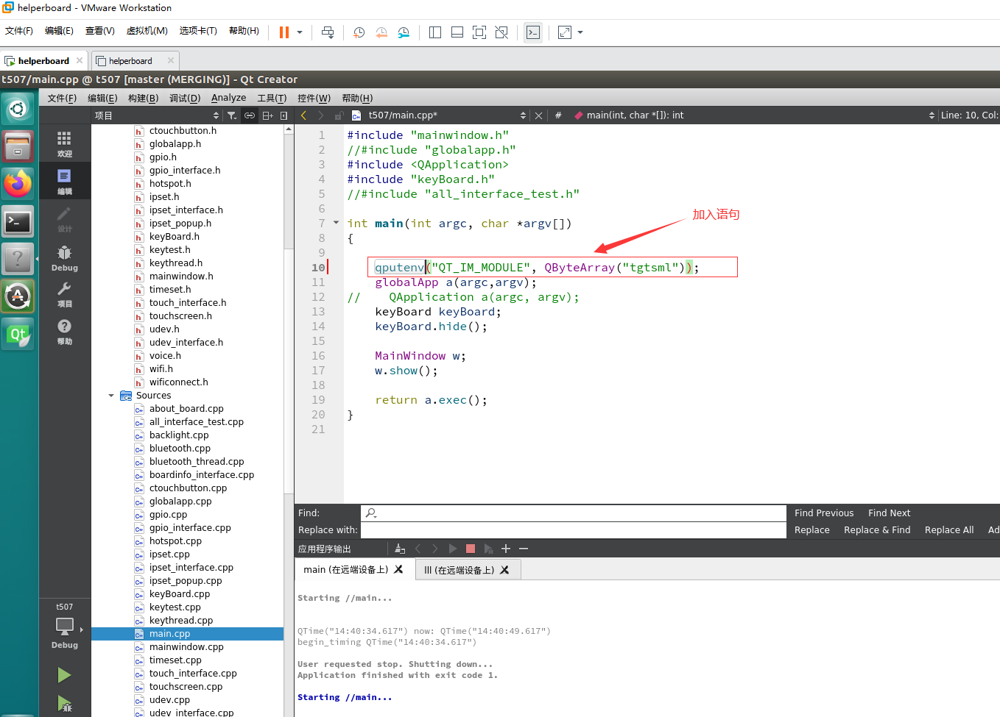 helperboard - VMware Workstation
文件(F) 编辑(E) 查看(V) 虚拟机(M) 选项卡(T) 帮助(H)
helperboard
helperboard
t507/main.cpp @ t507 [master (MERGING)] - Qt Creator
文件(F) 编辑(E) 构建(B) 调试(D) Analyze 工具(T) 控件(W) 帮助(H)
项目
t507/main.cpp*
#
main(int, char *[]): int
Line: 10, Col:
欢迎
编辑
设计
Debug
项目
帮助
t507
Debug
ctouchbutton.h
globalapp.h
gpio.h
gpio_interface.h
hotspot.h
ipset.h
ipset_interface.h
ipset_popup.h
keyBoard.h
keytest.h
keythread.h
mainwindow.h
timeset.h
touch_interface.h
touchscreen.h
udev.h
udev_interface.h
voice.h
wifi.h
wificonnect.h
Sources
about_board.cpp
all_interface_test.cpp
backlight.cpp
bluetooth.cpp
bluetooth_thread.cpp
boardinfo_interface.cpp
ctouchbutton.cpp
globalapp.cpp
gpio.cpp
gpio_interface.cpp
hotspot.cpp
ipset.cpp
ipset_interface.cpp
ipset_popup.cpp
keyBoard.cpp
keytest.cpp
keythread.cpp
main.cpp
mainwindow.cpp
timeset.cpp
touch_interface.cpp
touchscreen.cpp
udev.cpp
udev_interface.cpp
1 #include "mainwindow.h"
2 //#include "globalapp.h"
3 #include <QApplication>
4 #include "keyBoard.h"
5 //#include "all_interface_test.h"
6
7 int main(int argc, char *argv[])
8 {
9
10 qputenv("QT_IM_MODULE", QByteArray("tgtsml"));
11 globalApp a(argc,argv);
12 // QApplication a(argc, argv);
13 keyBoard keyBoard;
14 keyBoard.hide();
15
16 MainWindow w;
17 w.show();
18
19 return a.exec();
20 }
21
加入语句
Find:
Find Previous Find Next
Replace with:
Replace Replace & Find Replace All Ad
应用程序输出
main (在远端设备上)
lll (在远端设备上)
Starting //main...
QTime("14:40:34.617") now: QTime("14:40:49.617")
begin_timing QTime("14:40:34.617")
User requested stop. Shutting down...
Application finished with exit code 1.
Starting //main...